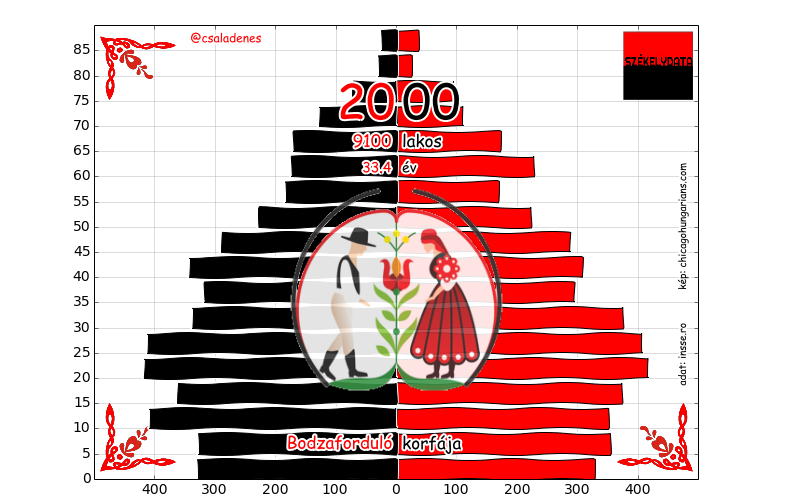 @csaladenes
SZÉKELYDATA
2000
9100 lakos
33.4 év
kép: chicagohungarians.com
adat: insse.ro
Bodzaforduló korfája
85
80
75
70
65
60
55
50
45
40
35
30
25
20
15
10
5
0
400 300 200 100 0 100 200 300 400